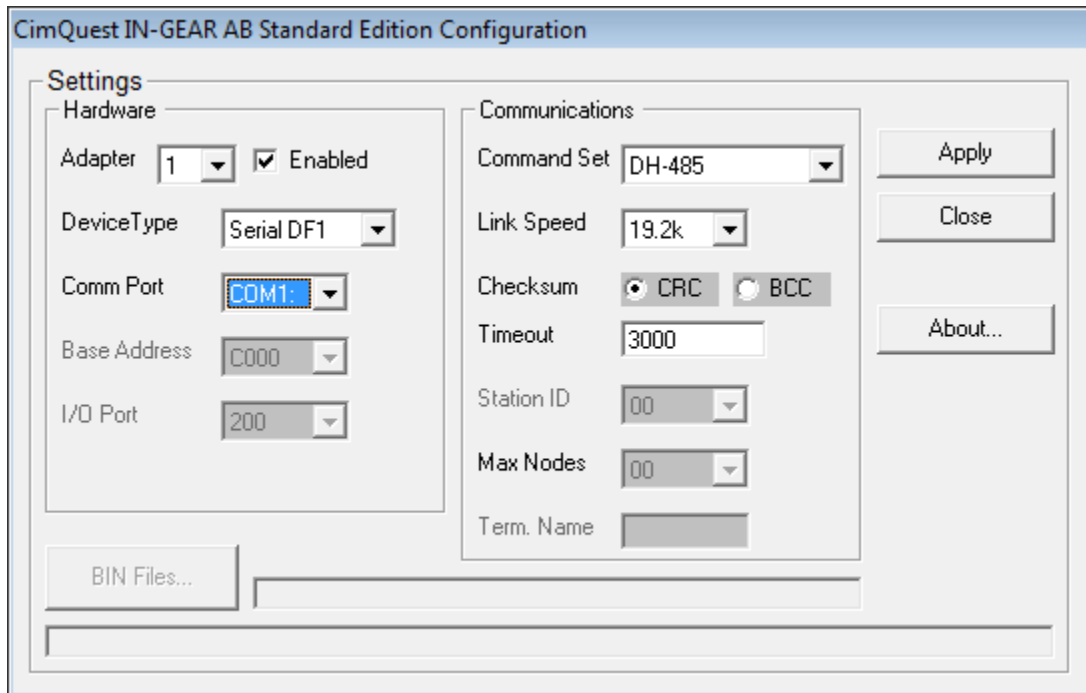 CimQuest IN-GEAR AB Standard Edition Configuration
Settings
Hardware
Adapter 1 Enabled
DeviceType Serial DF1
Comm Port COM1:
Base Address C000
I/O Port 200
Communications
Command Set DH-485
Link Speed 19.2k
Checksum CRC BCC
Timeout 3000
Station ID 00
Max Nodes 00
Term. Name
Apply
Close
About...
BIN Files...